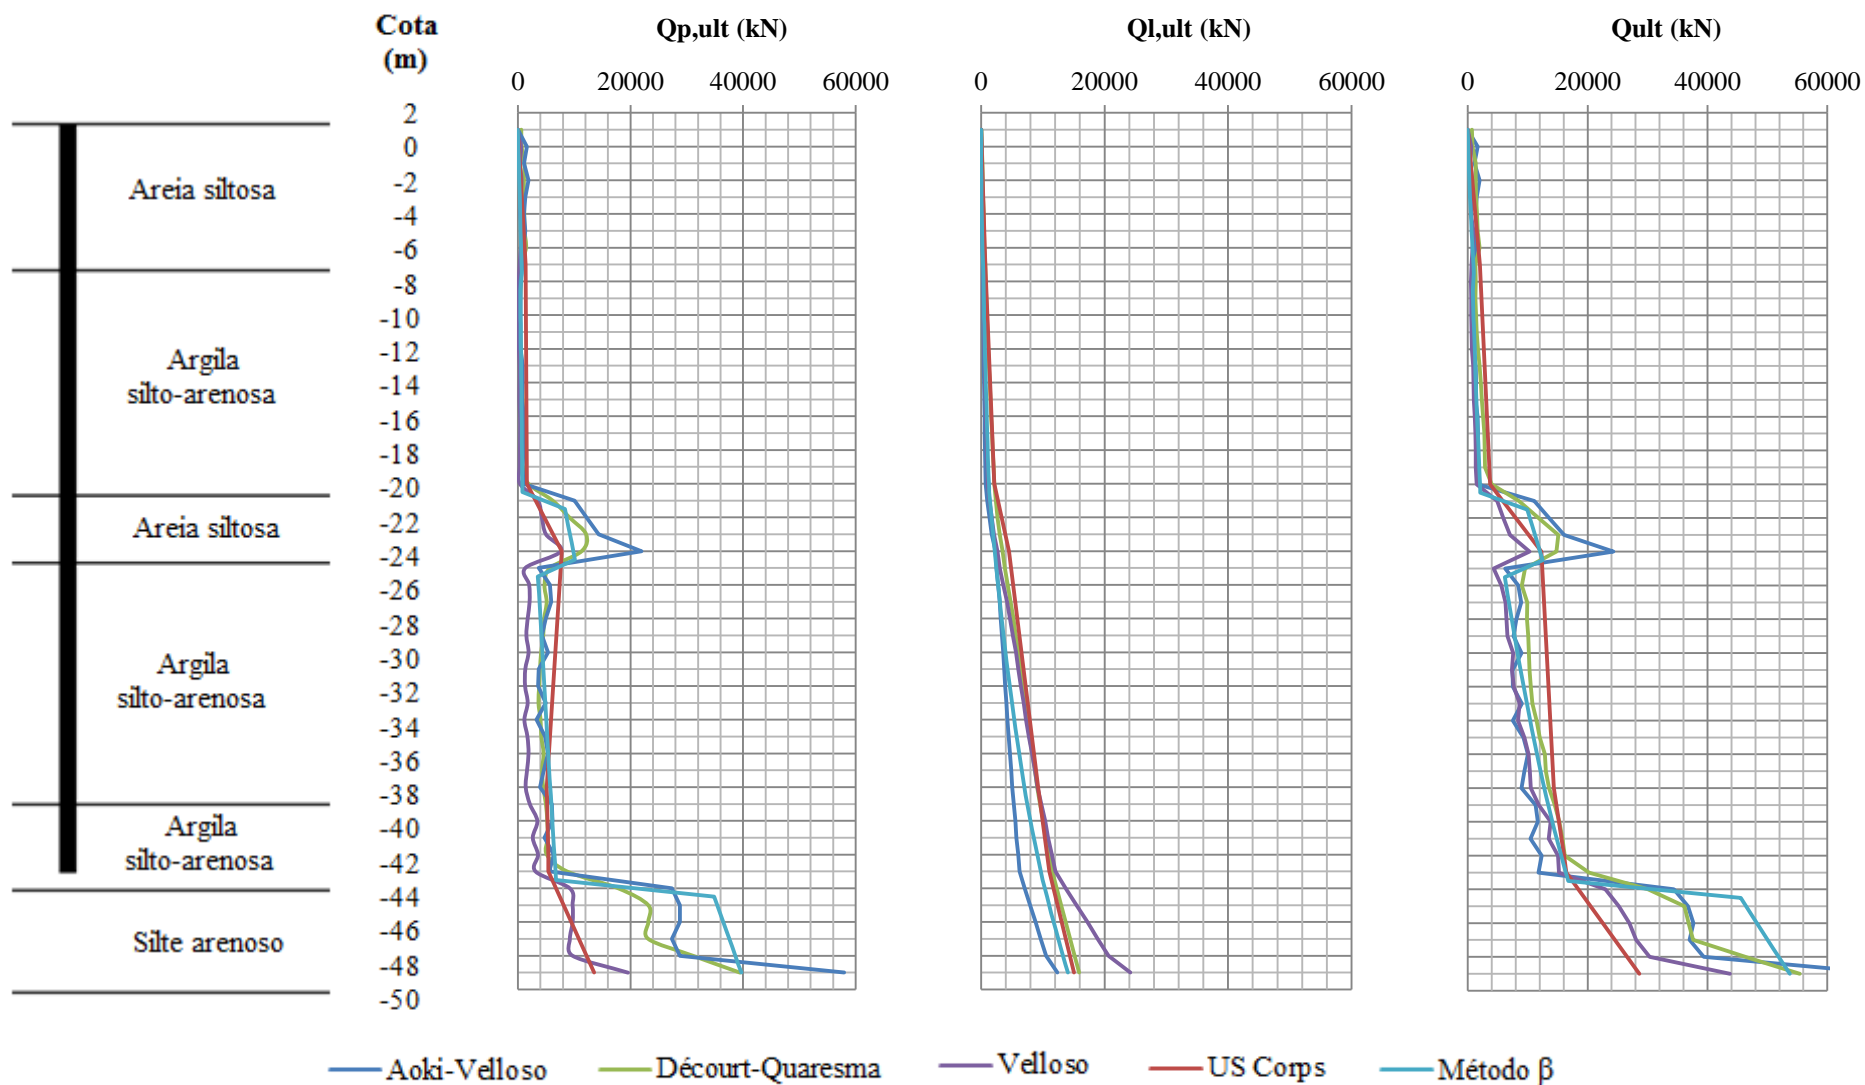 Cota
(m)
Qp,ult (kN)
Ql,ult (kN)
Qult (kN)
0 20000 40000 60000
0 20000 40000 60000
0 20000 40000 60000
2
0
-2
-4
-6
-8
-10
-12
-14
-16
-18
-20
-22
-24
-26
-28
-30
-32
-34
-36
-38
-40
-42
-44
-46
-48
-50
Areia siltosa
Argila
silto-arenosa
Areia siltosa
Argila
silto-arenosa
Argila
silto-arenosa
Silte arenoso
Aoki-Velloso
Décourt-Quaresma
Velloso
US Corps
Método β